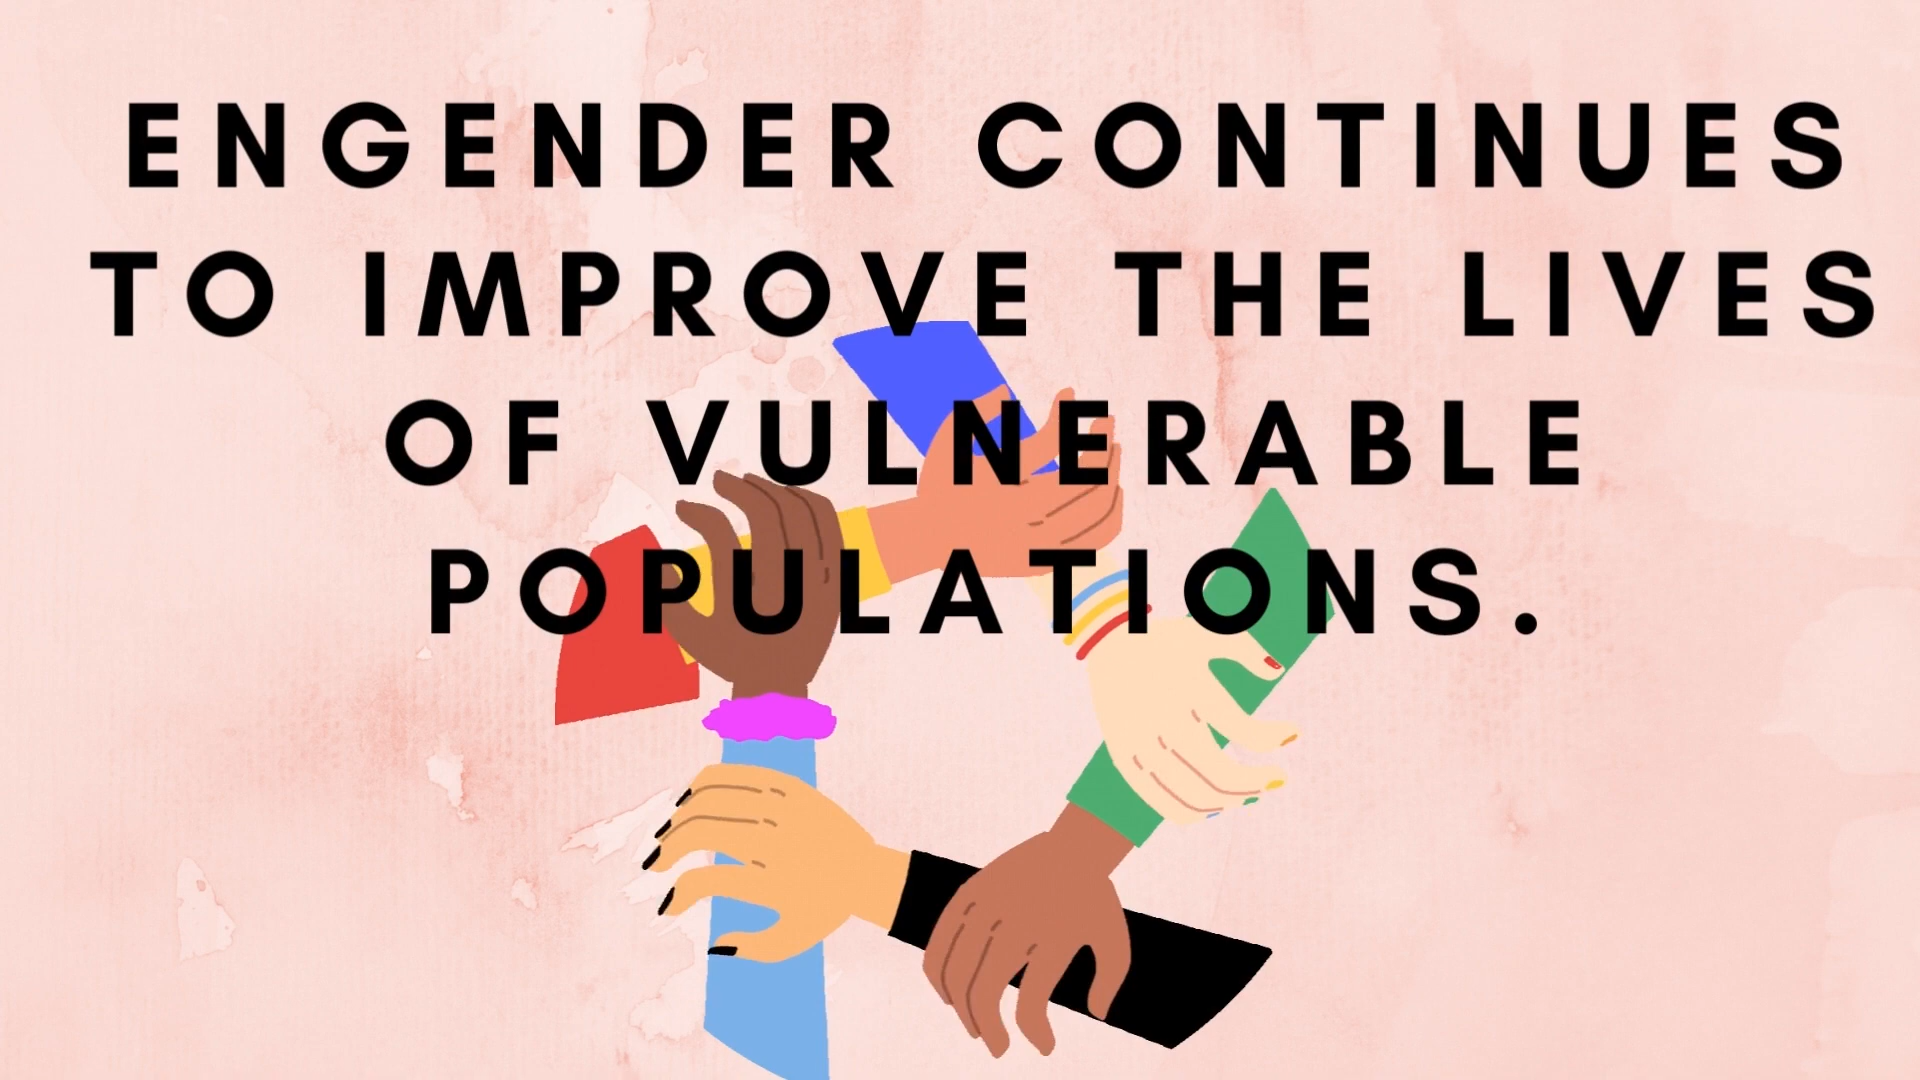 ENGENDER CONTINUES
TO IMPROVE THE LIVES
OF VULNERABLE
POPULATIONS.